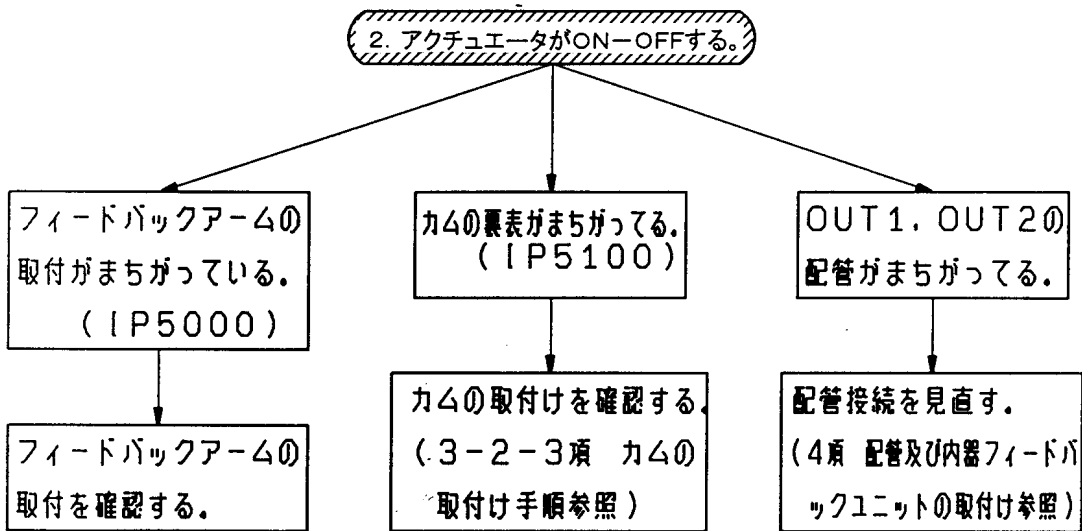 2. アクチュエータがON－OFFする。
フィードバックアームの
取付がまちがっている。
(IP5000)
カムの裏表がまちがってる。
(IP5100)
OUT1，OUT2の
配管がまちがってる。
フィードバックアームの
取付を確認する。
カムの取付けを確認する。
(3－2－3項 カムの
取付け手順参照)
配管接続を見直す。
(4項 配管及び内器フィードバ
ックユニットの取付け参照)